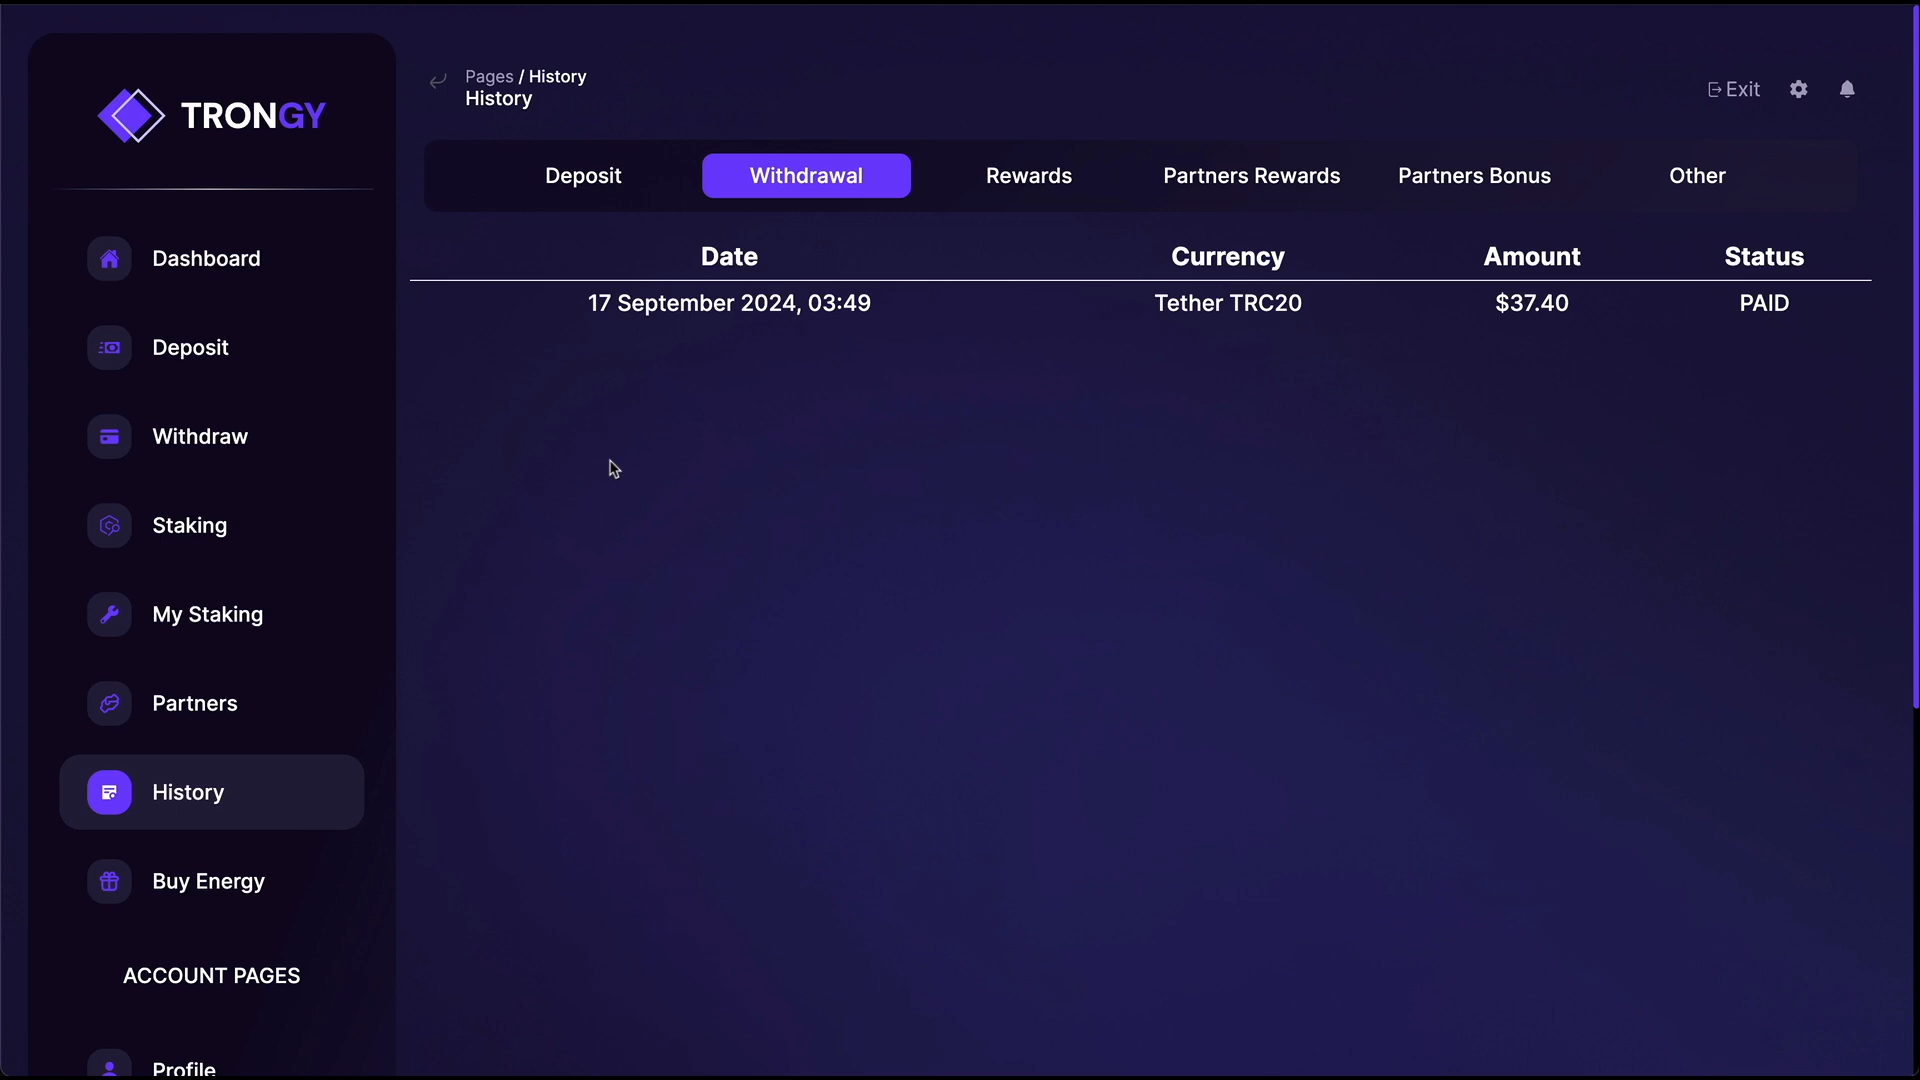 TRONGY
Pages / History
History
Exit
Deposit
Withdrawal
Rewards
Partners Rewards
Partners Bonus
Other
Date
Currency
Amount
Status
17 September 2024, 03:49
Tether TRC20
$37.40
PAID
Dashboard
Deposit
Withdraw
Staking
My Staking
Partners
History
Buy Energy
ACCOUNT PAGES
Profile